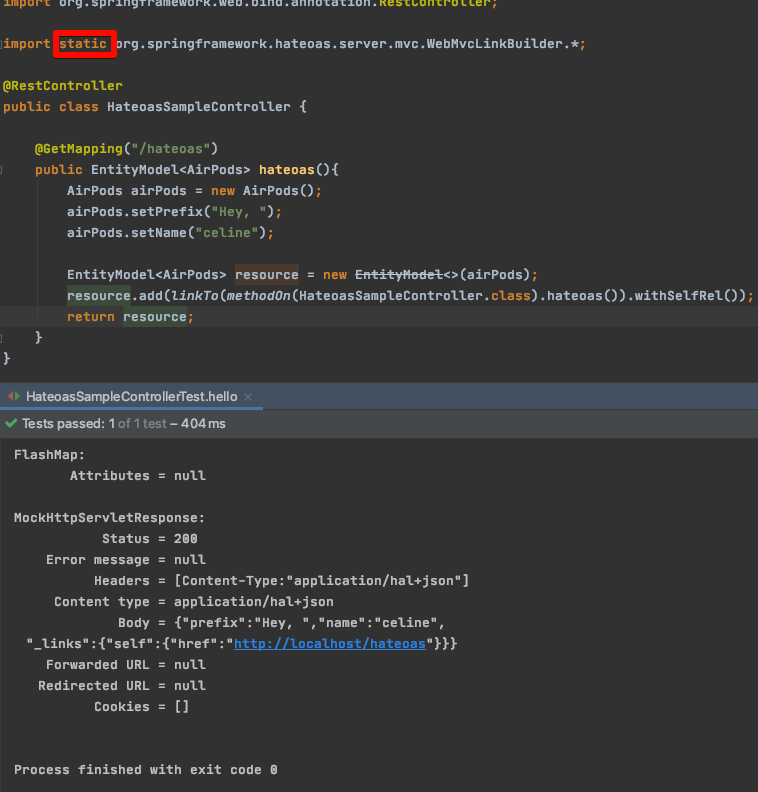 import org.springframework.web.bind.annotation.RestController;
import static org.springframework.hateoas.server.mvc.WebMvcLinkBuilder.*;
@RestController
public class HateoasSampleController {
@GetMapping("/hateoas")
public EntityModel<AirPods> hateoas(){
AirPods airPods = new AirPods();
airPods.setPrefix("Hey, ");
airPods.setName("celine");
EntityModel<AirPods> resource = new EntityModel<>(airPods);
resource.add(linkTo(methodOn(HateoasSampleController.class).hateoas()).withSelfRel());
return resource;
}
}
HateoasSampleControllerTest.hello ×
Tests passed: 1 of 1 test – 404 ms
FlashMap:
Attributes = null
MockHttpServletResponse:
Status = 200
Error message = null
Headers = [Content-Type:"application/hal+json"]
Content type = application/hal+json
Body = {"prefix":"Hey, ","name":"celine",
"_links":{"self":{"href":"http://localhost/hateoas"}}}
Forwarded URL = null
Redirected URL = null
Cookies = []
Process finished with exit code 0